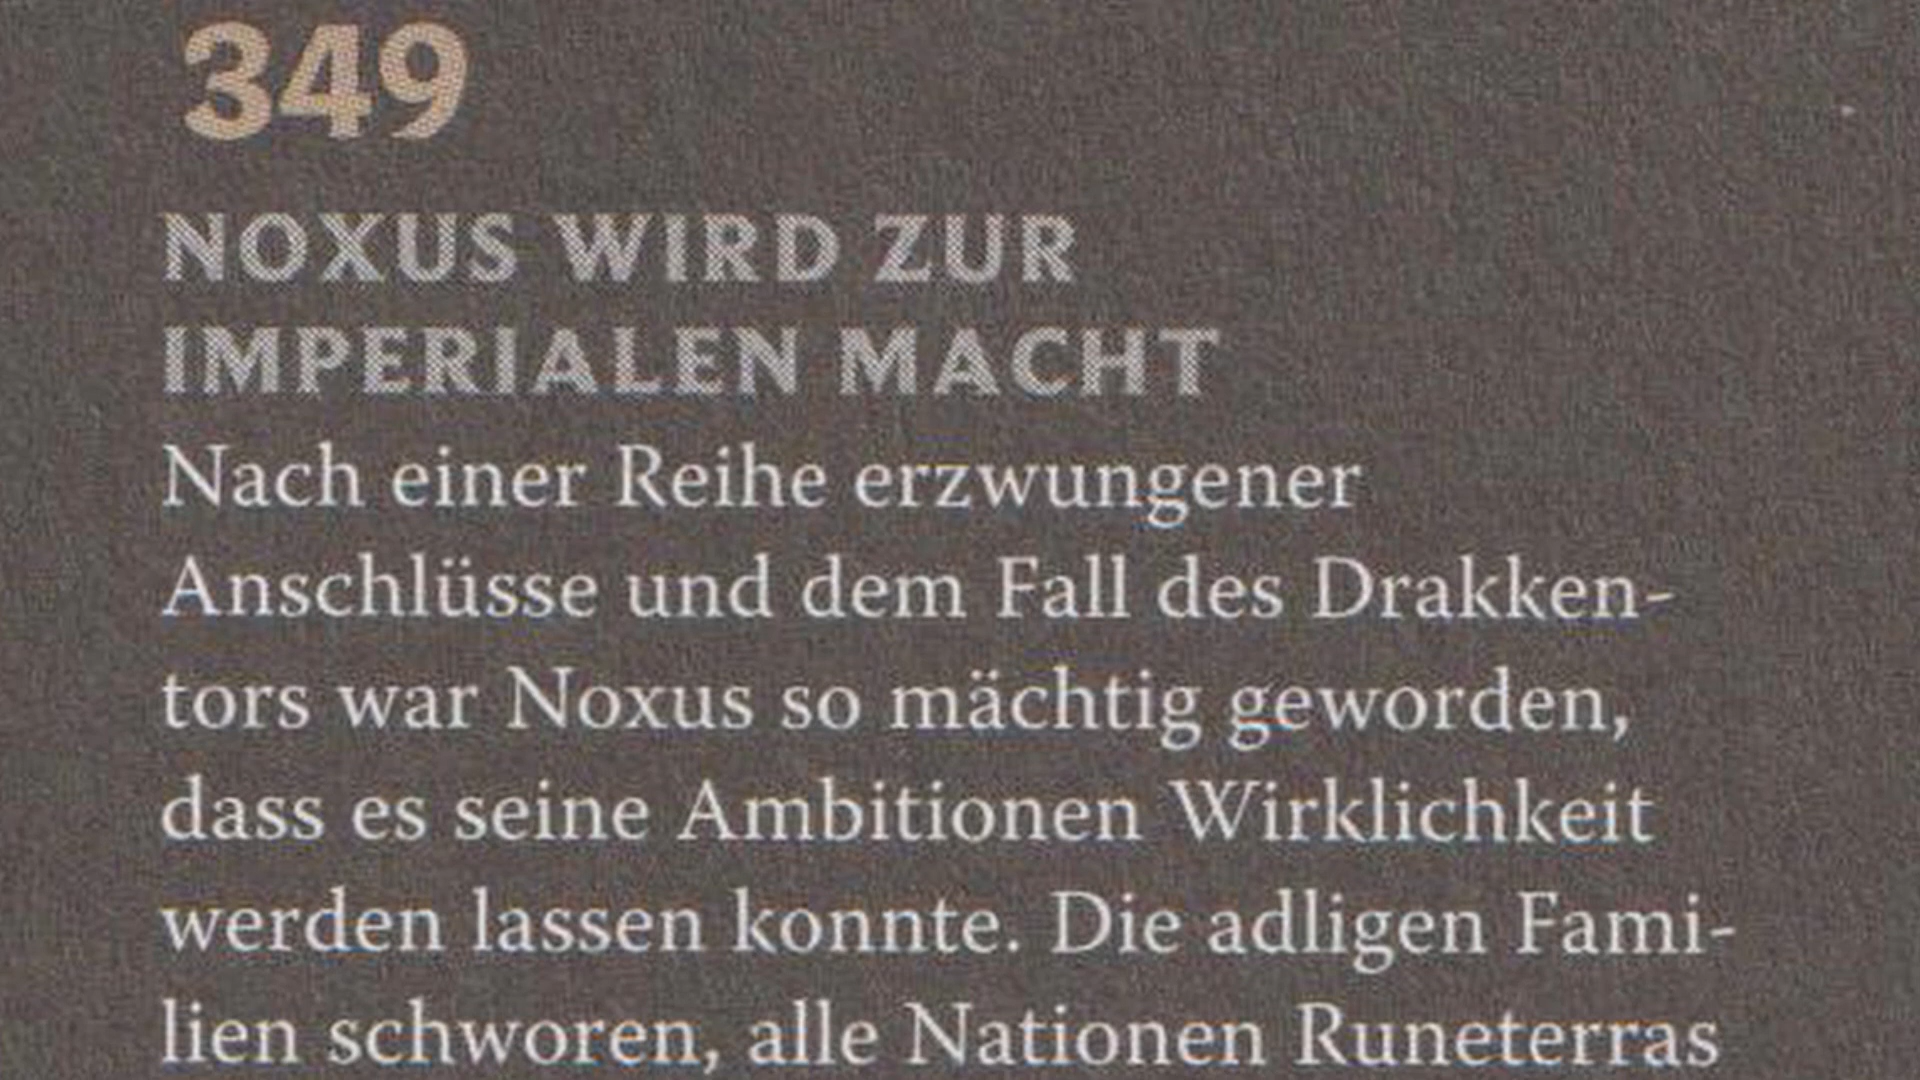 349
NOXUS WIRD ZUR
IMPERIALEN MACHT
Nach einer Reihe erzwungener
Anschlüsse und dem Fall des Drakken-
tors war Noxus so mächtig geworden,
dass es seine Ambitionen Wirklichkeit
werden lassen konnte. Die adligen Fami-
lien schworen, alle Nationen Runeterras